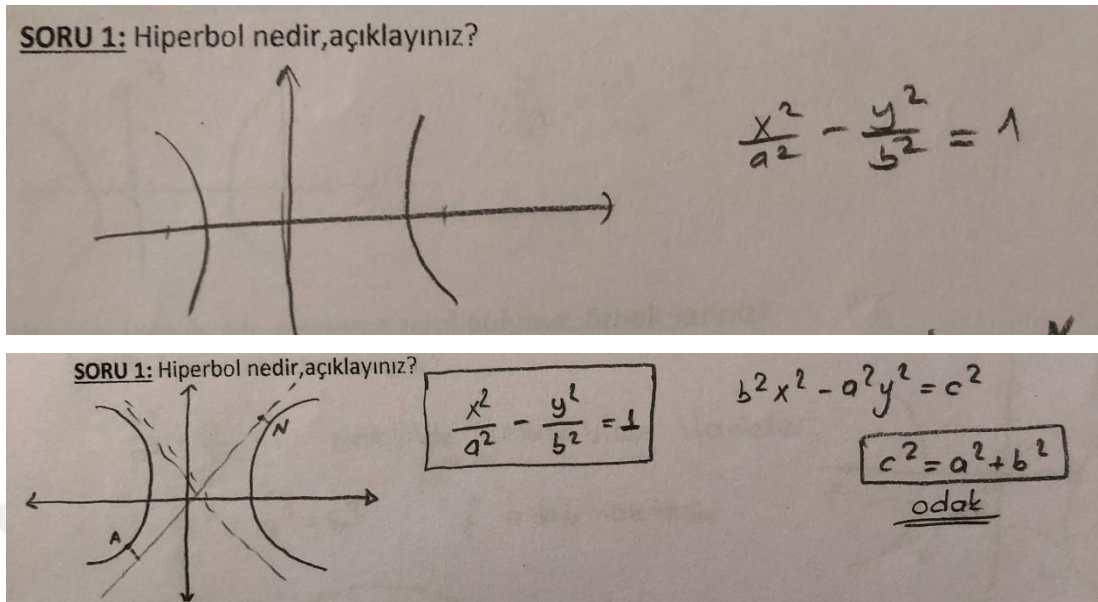 SORU 1: Hiperbol nedir,açıklayınız?
x²/a² - y²/b² = 1
SORU 1: Hiperbol nedir,açıklayınız?
x²/a² - y²/b² = 1
b²x² - a²y² = c²
c² = a² + b²
odak
N
A